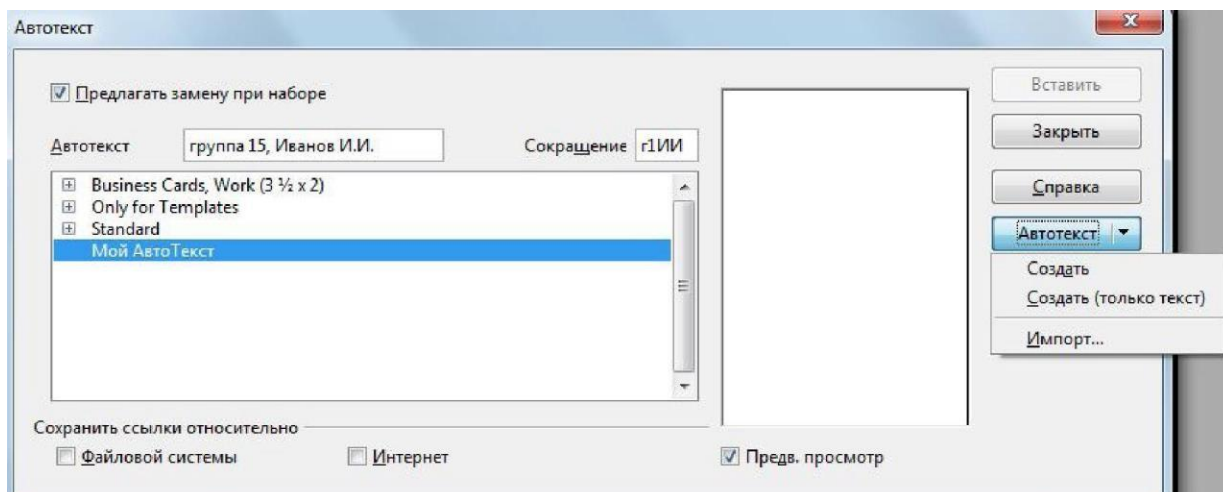 Автотекст
Предлагать замену при наборе
Вставить
Автотекст группа 15, Иванов И.И. Сокращение г1ИИ
Закрыть
Business Cards, Work (3 ½ x 2)
Only for Templates
Standard
Мой АвтоТекст
Справка
Автотекст
Создать
Создать (только текст)
Импорт...
Сохранить ссылки относительно
Файловой системы Интернет Предв. просмотр